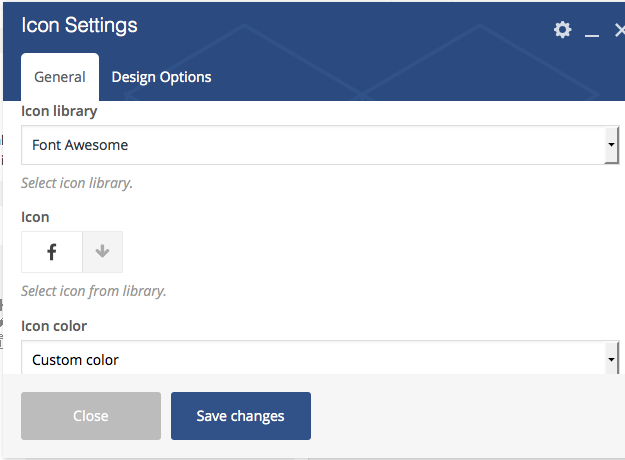 Icon Settings
General
Design Options
Icon library
Font Awesome
Select icon library.
Icon
Select icon from library.
Icon color
Custom color
Close
Save changes